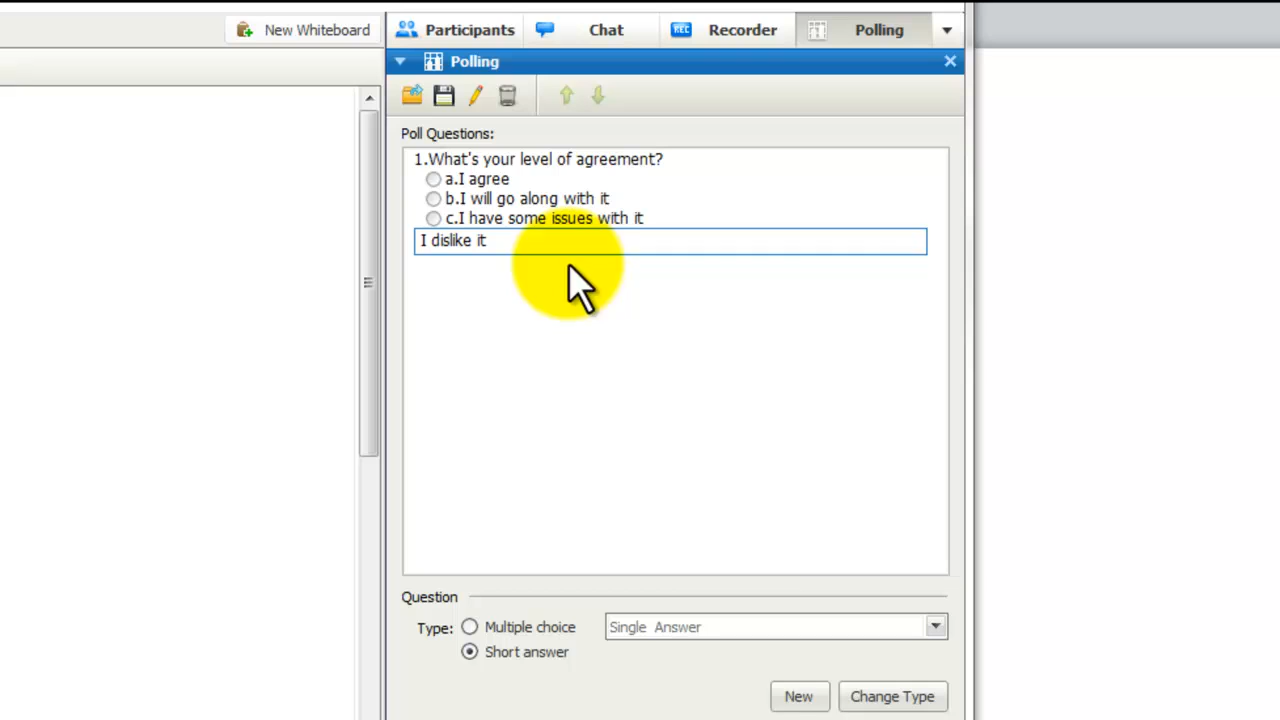 New Whiteboard
Participants
Chat
REC
Recorder
Polling
Polling
Poll Questions:
1.What's your level of agreement?
a.I agree
b.I will go along with it
c.I have some issues with it
I dislike it
Question
Type:
Multiple choice
Single Answer
Short answer
New
Change Type